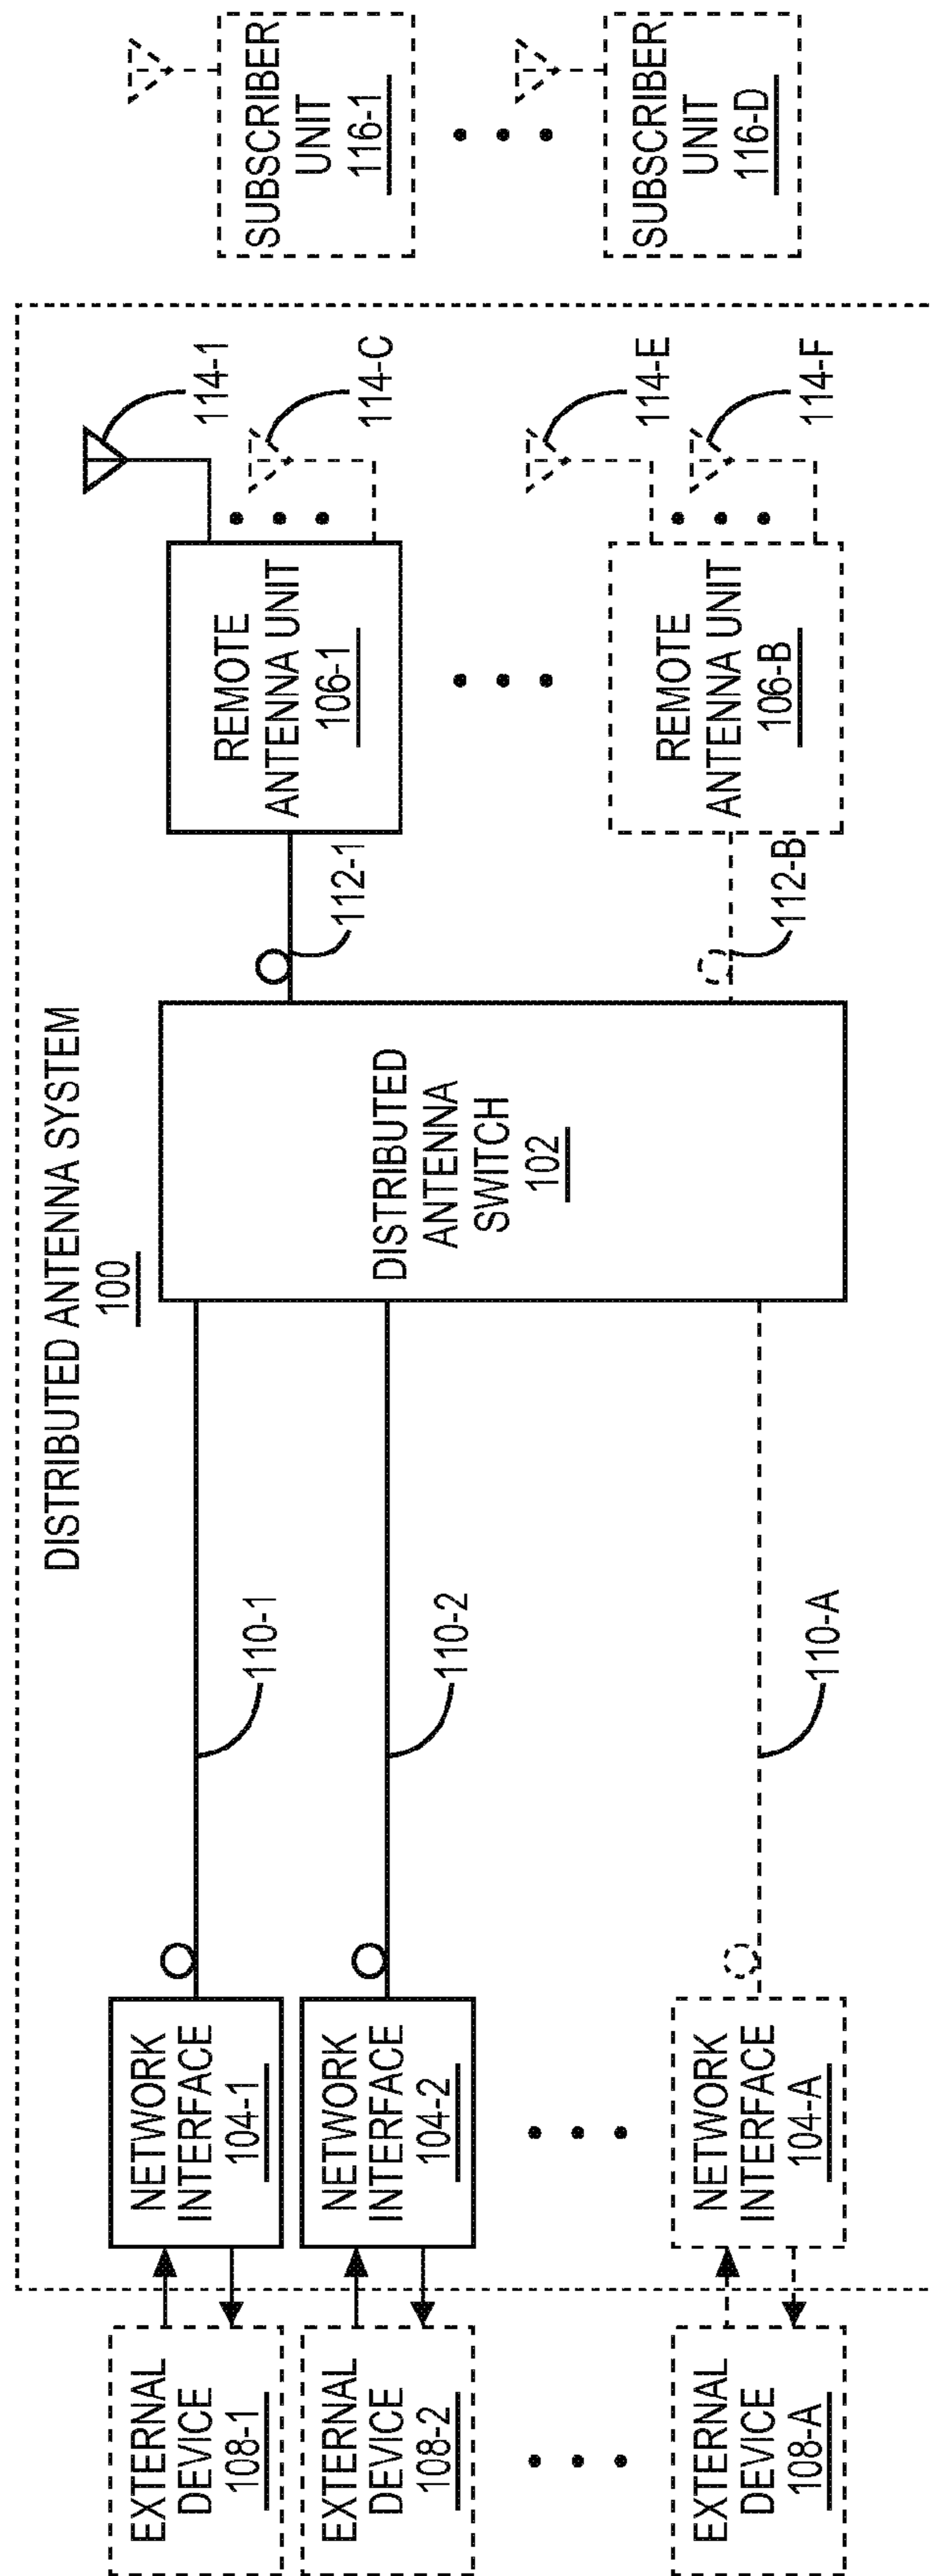 DISTRIBUTED ANTENNA SYSTEM
100
EXTERNAL
DEVICE
108-1
NETWORK
INTERFACE
104-1
110-1
EXTERNAL
DEVICE
108-2
NETWORK
INTERFACE
104-2
110-2
EXTERNAL
DEVICE
108-A
NETWORK
INTERFACE
104-A
110-A
DISTRIBUTED
ANTENNA
SWITCH
102
112-1
REMOTE
ANTENNA UNIT
106-1
114-1
114-C
112-B
REMOTE
ANTENNA UNIT
106-B
114-E
114-F
SUBSCRIBER
UNIT
116-1
SUBSCRIBER
UNIT
116-D